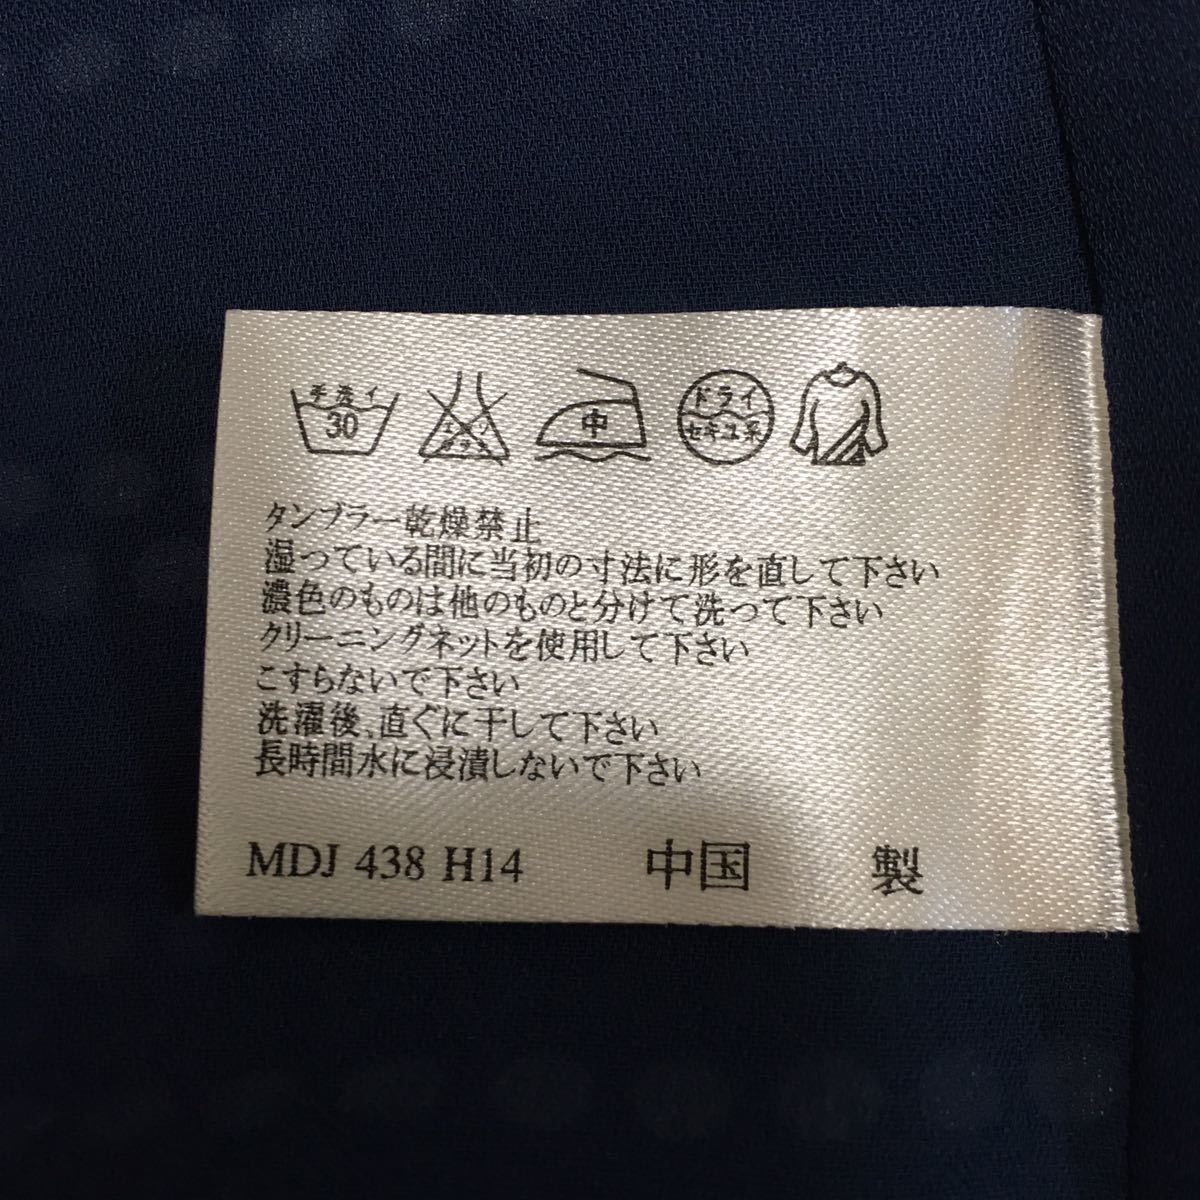 手洗イ
30
エンソサラシ
中
ドライ
セキユ系
タンブラー乾燥禁止
湿っている間に当初の寸法に形を直して下さい
濃色のものは他のものと分けて洗って下さい
クリーニングネットを使用して下さい
こすらないで下さい
洗濯後、直ぐに干して下さい
長時間水に浸漬しないで下さい
MDJ 438 H14 中国 製